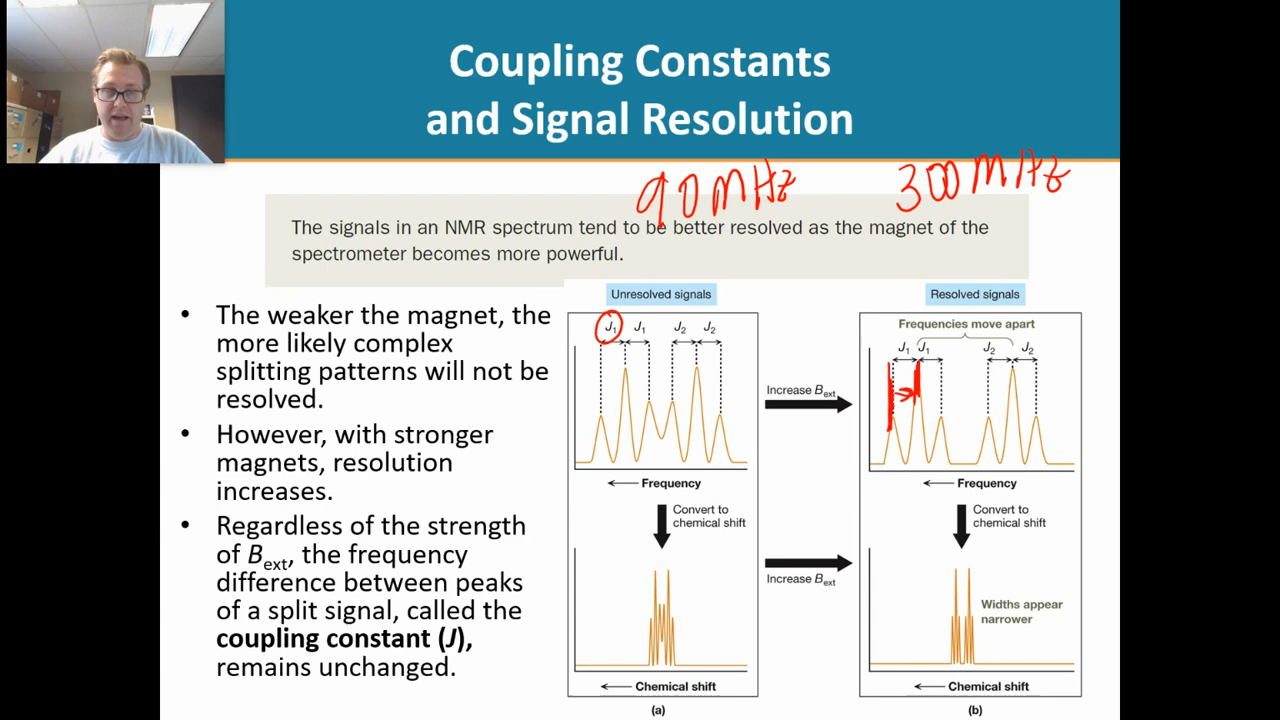 Coupling Constants
and Signal Resolution
90 MHz
300 MHz
The signals in an NMR spectrum tend to be better resolved as the magnet of the
spectrometer becomes more powerful.
• The weaker the magnet, the
more likely complex
splitting patterns will not be
resolved.
• However, with stronger
magnets, resolution
increases.
• Regardless of the strength
of Bext, the frequency
difference between peaks
of a split signal, called the
coupling constant (J),
remains unchanged.
Unresolved signals
J1 J1 J2 J2
← Frequency
Convert to
chemical shift
← Chemical shift
(a)
Increase Bext
Increase Bext
Resolved signals
Frequencies move apart
J1 J1 J2 J2
← Frequency
Convert to
chemical shift
Widths appear
narrower
← Chemical shift
(b)